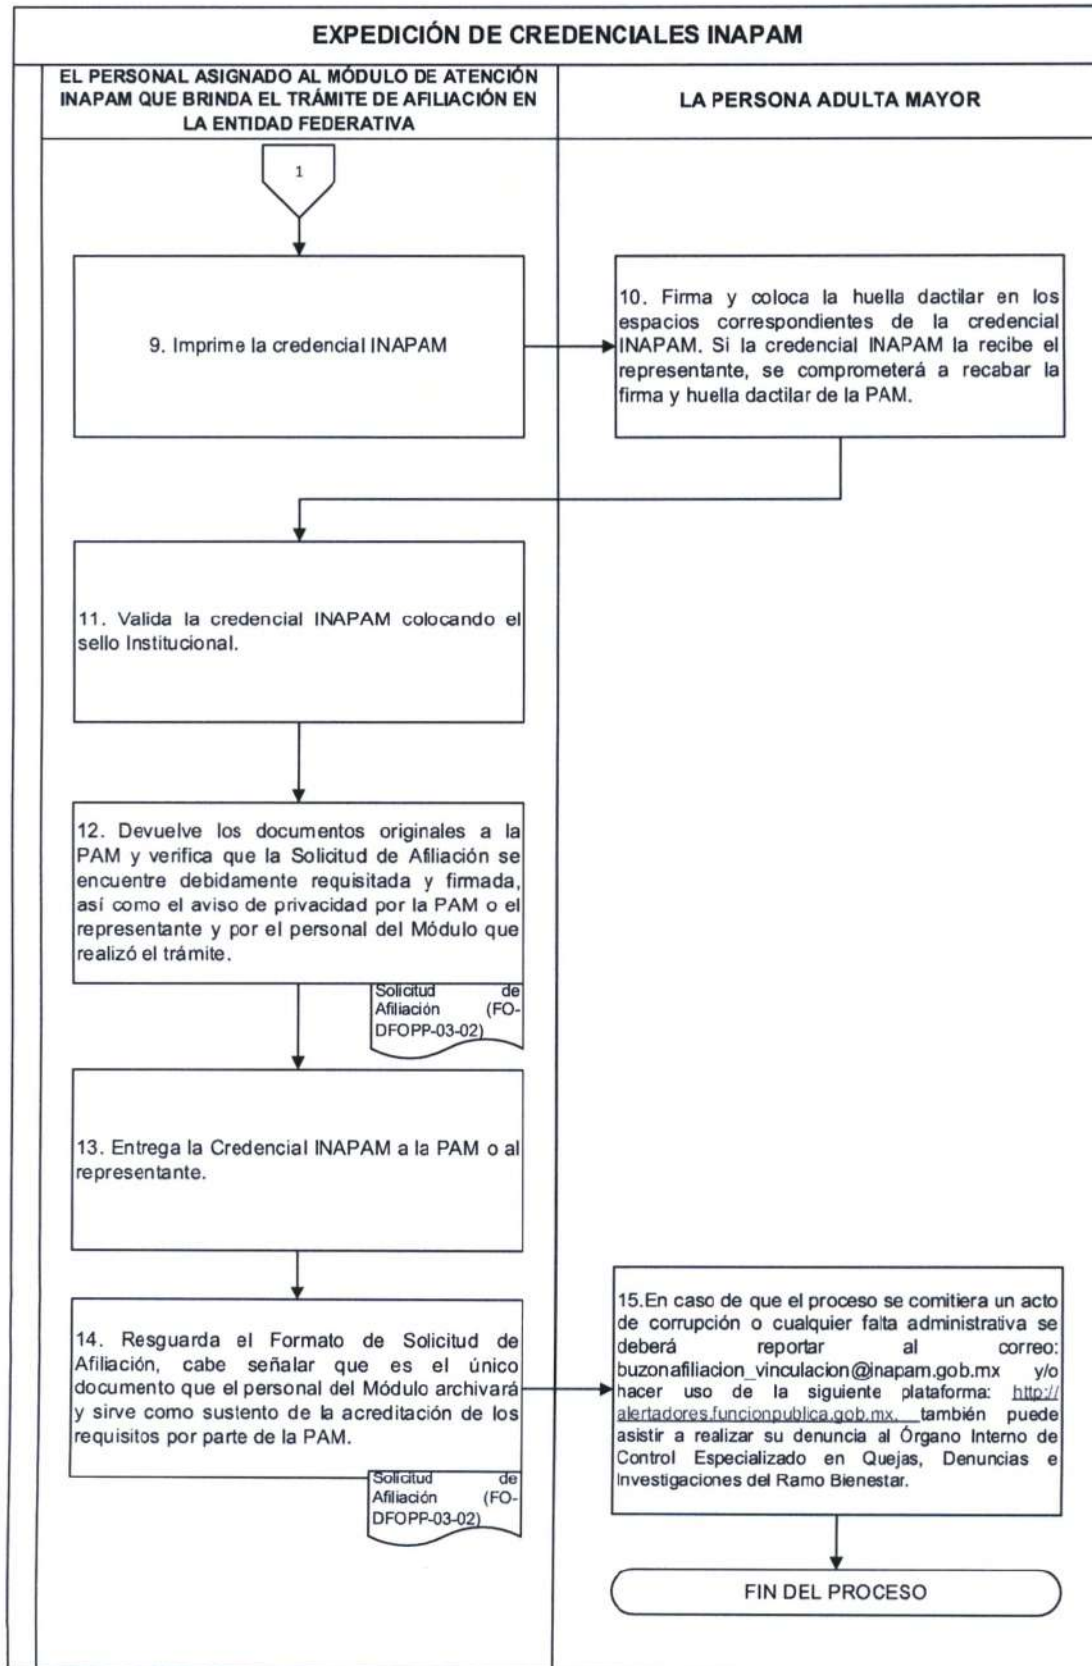 EXPEDICIÓN DE CREDENCIALES INAPAM
EL PERSONAL ASIGNADO AL MÓDULO DE ATENCIÓN
INAPAM QUE BRINDA EL TRÁMITE DE AFILIACIÓN EN
LA ENTIDAD FEDERATIVA
LA PERSONA ADULTA MAYOR
1
9. Imprime la credencial INAPAM
10. Firma y coloca la huella dactilar en los
espacios correspondientes de la credencial
INAPAM. Si la credencial INAPAM la recibe el
representante, se comprometerá a recabar la
firma y huella dactilar de la PAM.
11. Valida la credencial INAPAM colocando el
sello Institucional.
12. Devuelve los documentos originales a la
PAM y verifica que la Solicitud de Afiliación se
encuentre debidamente requisitada y firmada,
así como el aviso de privacidad por la PAM o el
representante y por el personal del Módulo que
realizó el trámite.
Solicitud de
Afiliación (FO-
DFOPP-03-02)
13. Entrega la Credencial INAPAM a la PAM o al
representante.
14. Resguarda el Formato de Solicitud de
Afiliación, cabe señalar que es el único
documento que el personal del Módulo archivará
y sirve como sustento de la acreditación de los
requisitos por parte de la PAM.
Solicitud de
Afiliación (FO-
DFOPP-03-02)
15.En caso de que el proceso se comitiera un acto
de corrupción o cualquier falta administrativa se
deberá reportar al correo:
buzonafiliacion_vinculacion@inapam.gob.mx y/o
hacer uso de la siguiente plataforma: http://
alertadores.funcionpublica.gob.mx. también puede
asistir a realizar su denuncia al Órgano Interno de
Control Especializado en Quejas, Denuncias e
Investigaciones del Ramo Bienestar.
FIN DEL PROCESO